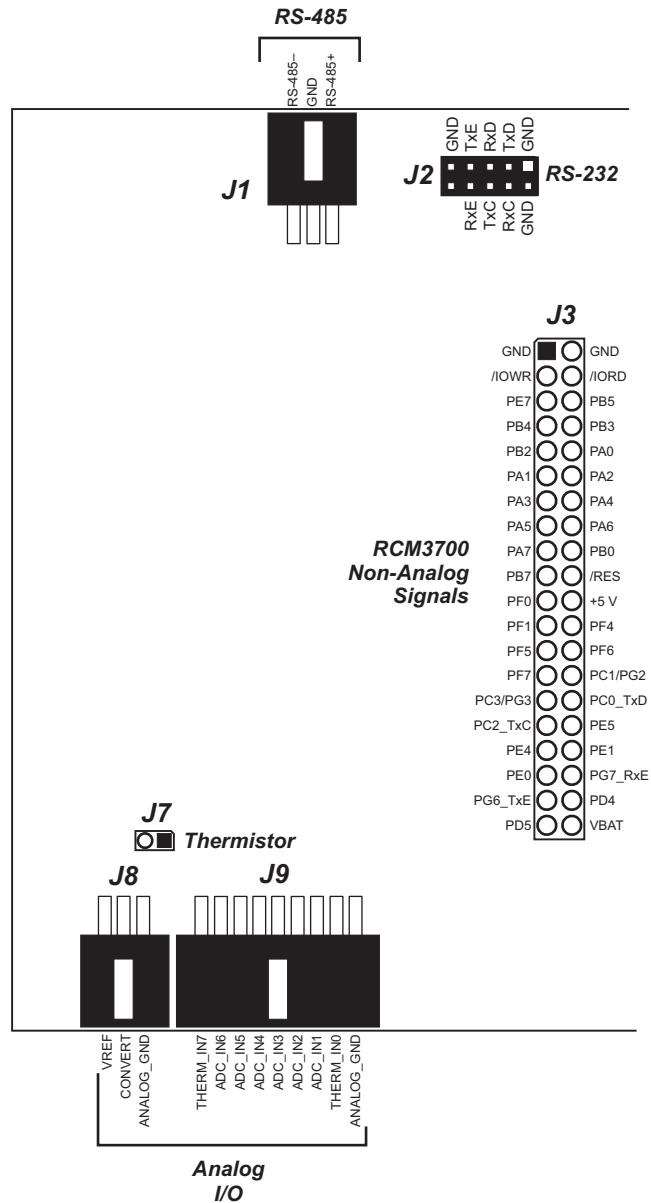 RS-485
RS-485–
GND
RS-485+
J1
J2
GND
TxE
RxD
TxD
GND
RS-232
RxE
TxC
RxC
GND
J3
GND GND
/IOWR /IORD
PE7 PB5
PB4 PB3
PB2 PA0
PA1 PA2
PA3 PA4
PA5 PA6
PA7 PB0
PB7 /RES
PF0 +5 V
PF1 PF4
PF5 PF6
PF7 PC1/PG2
PC3/PG3 PC0_TxD
PC2_TxC PE5
PE4 PE1
PE0 PG7_RxE
PG6_TxE PD4
PD5 VBAT
RCM3700
Non-Analog
Signals
J7
Thermistor
J8
J9
VREF
CONVERT
ANALOG_GND
THERM_IN7
ADC_IN6
ADC_IN5
ADC_IN4
ADC_IN3
ADC_IN2
ADC_IN1
THERM_IN0
ANALOG_GND
Analog
I/O